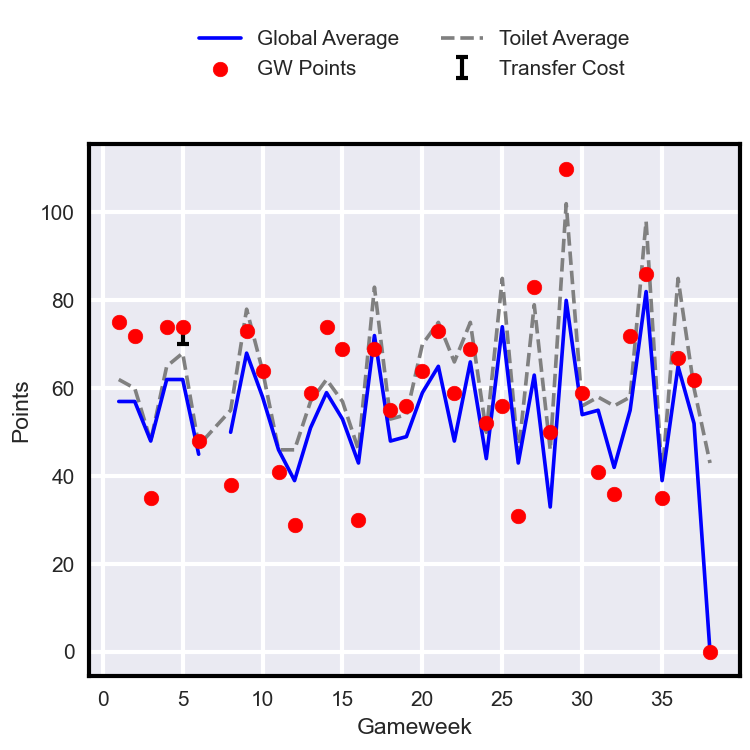 Global Average
Toilet Average
GW Points
Transfer Cost
100
80
60
40
20
0
Points
0 5 10 15 20 25 30 35
Gameweek